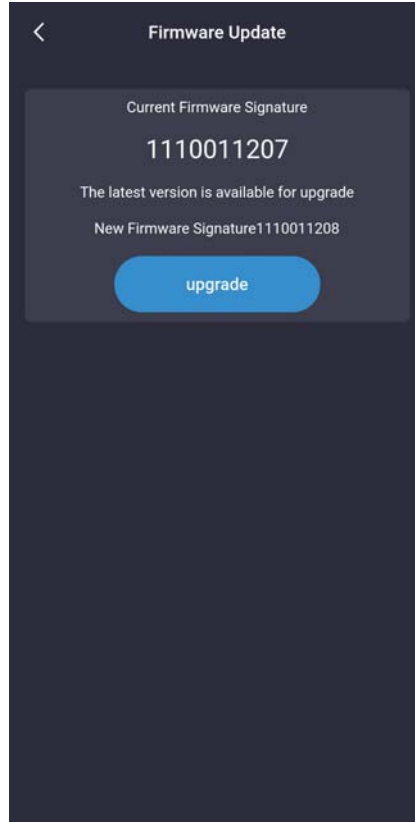 Firmware Update
Current Firmware Signature
1110011207
The latest version is available for upgrade
New Firmware Signature1110011208
upgrade